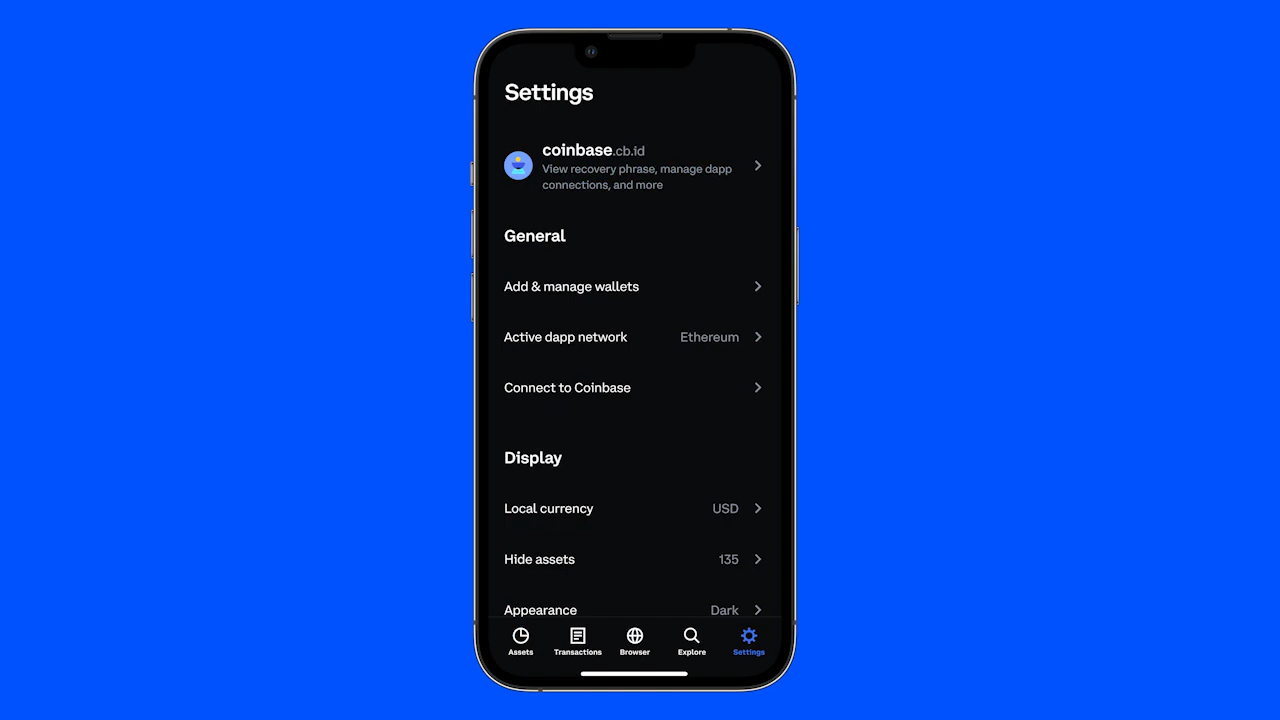 Settings
coinbase.cb.id
View recovery phrase, manage dapp
connections, and more
General
Add & manage wallets
Active dapp network Ethereum
Connect to Coinbase
Display
Local currency USD
Hide assets 135
Appearance Dark
Assets Transactions Browser Explore Settings